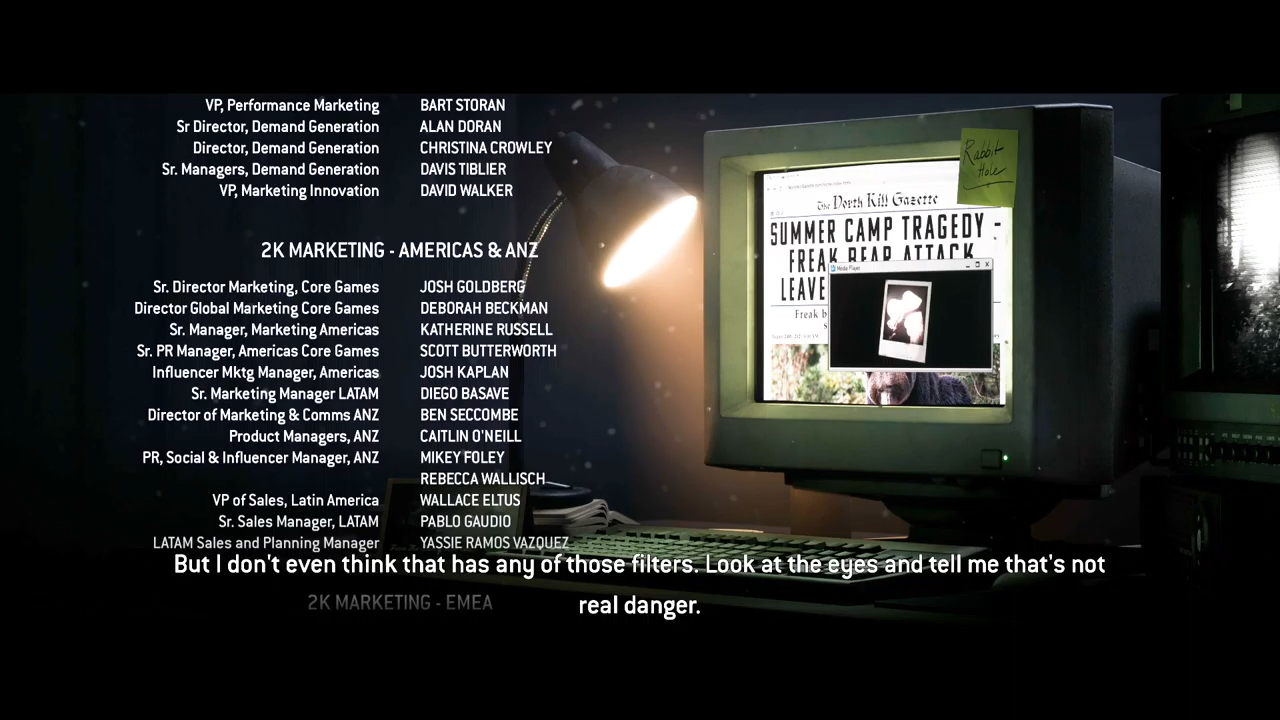 VP, Performance Marketing BART STORAN
Sr Director, Demand Generation ALAN DORAN
Director, Demand Generation CHRISTINA CROWLEY
Sr. Managers, Demand Generation DAVIS TIBLIER
VP, Marketing Innovation DAVID WALKER
2K MARKETING - AMERICAS & ANZ
Sr. Director Marketing, Core Games JOSH GOLDBERG
Director Global Marketing Core Games DEBORAH BECKMAN
Sr. Manager, Marketing Americas KATHERINE RUSSELL
Sr. PR Manager, Americas Core Games SCOTT BUTTERWORTH
Influencer Mktg Manager, Americas JOSH KAPLAN
Sr. Marketing Manager LATAM DIEGO BASAVE
Director of Marketing & Comms ANZ BEN SECCOMBE
Product Managers, ANZ CAITLIN O'NEILL
PR, Social & Influencer Manager, ANZ MIKEY FOLEY
REBECCA WALLISCH
VP of Sales, Latin America WALLACE ELTUS
Sr. Sales Manager, LATAM PABLO GAUDIO
LATAM Sales and Planning Manager YASSIE RAMOS VAZQUEZ
2K MARKETING - EMEA
Rabbit
Hole
The North Kill Gazette
SUMMER CAMP TRAGEDY -
FREAK BEAR ATTACK
LEAVE
Media Player
Freak b
s
But I don't even think that has any of those filters. Look at the eyes and tell me that's not
real danger.